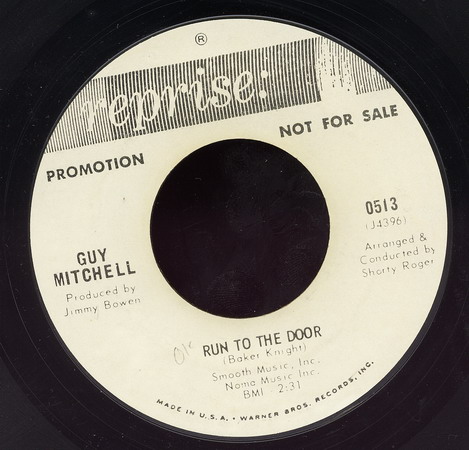 ®
reprise:
PROMOTION
NOT FOR SALE
0513
(J4396)
GUY
MITCHELL
Produced by
Jimmy Bowen
Arranged &
Conducted by
Shorty Roger
OK
RUN TO THE DOOR
(Baker Knight)
Smooth Music, Inc.
Noma Music Inc.
BMI 2:31
MADE IN U.S.A. • WARNER BROS. RECORDS, INC.